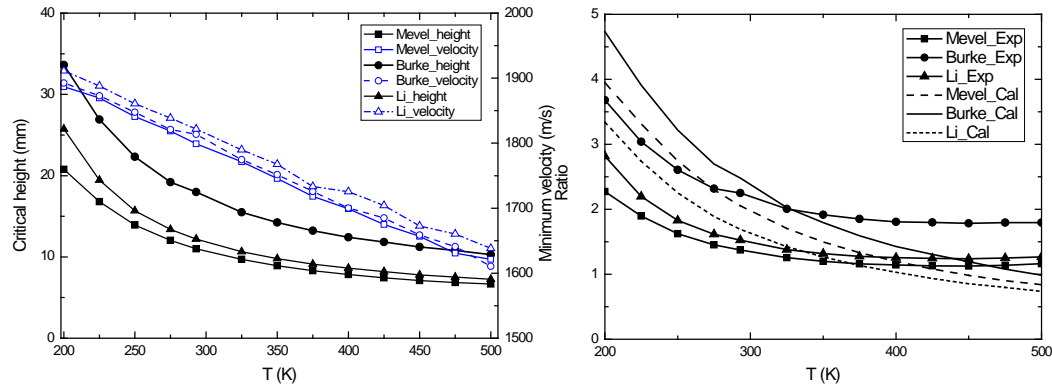 40
30
20
10
0
Critical height (mm)
200
250
300
350
400
450
500
T (K)
2000
1900
1800
1700
1600
1500
Minimum velocity (m/s)
Mevel_height
Mevel_velocity
Burke_height
Burke_velocity
Li_height
Li_velocity
5
4
3
2
1
0
Ratio
200
300
400
500
T (K)
Mevel_Exp
Burke_Exp
Li_Exp
Mevel_Cal
Burke_Cal
Li_Cal